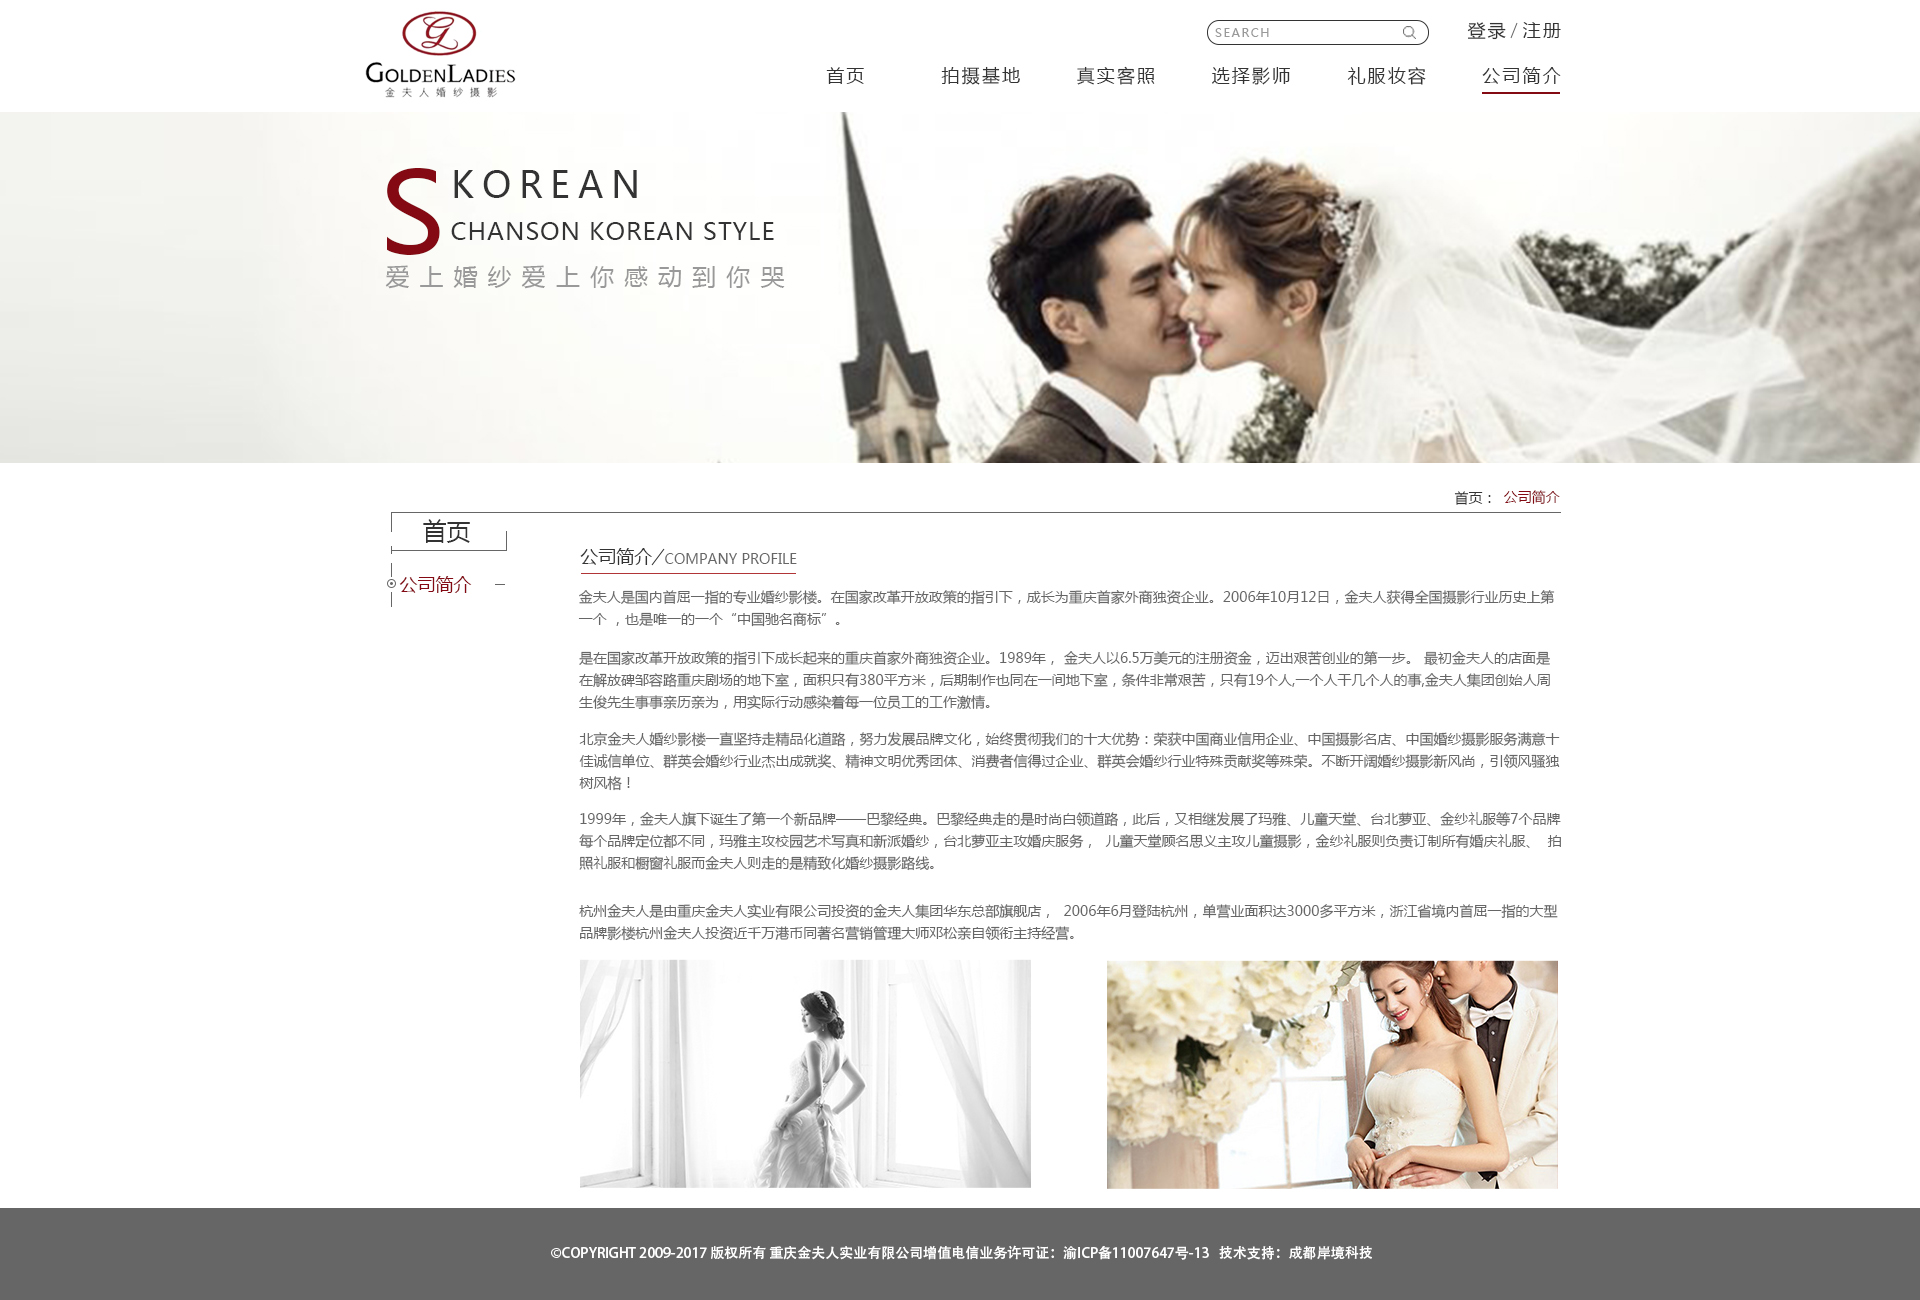 GOLDENLADIES
金夫人婚纱摄影
SEARCH
登录 / 注册
首页 拍摄基地 真实客照 选择影师 礼服妆容 公司简介
S KOREAN
CHANSON KOREAN STYLE
爱上婚纱爱上你感动到你哭
首页： 公司简介
首页
公司简介
公司简介/COMPANY PROFILE
金夫人是国内首屈一指的专业婚纱影楼。在国家改革开放政策的指引下，成长为重庆首家外商独资企业。2006年10月12日，金夫人获得全国摄影行业历史上第
一个 ，也是唯一的一个“中国驰名商标”。
是在国家改革开放政策的指引下成长起来的重庆首家外商独资企业。1989年， 金夫人以6.5万美元的注册资金，迈出艰苦创业的第一步。 最初金夫人的店面是
在解放碑邹容路重庆剧场的地下室，面积只有380平方米，后期制作也同在一间地下室，条件非常艰苦，只有19个人,一个人干几个人的事,金夫人集团创始人周
生俊先生事事亲历亲为，用实际行动感染着每一位员工的工作激情。
北京金夫人婚纱影楼一直坚持走精品化道路，努力发展品牌文化，始终贯彻我们的十大优势：荣获中国商业信用企业、中国摄影名店、中国婚纱摄影服务满意十
佳诚信单位、群英会婚纱行业杰出成就奖、精神文明优秀团体、消费者信得过企业、群英会婚纱行业特殊贡献奖等殊荣。不断开阔婚纱摄影新风尚，引领风骚独
树风格！
1999年，金夫人旗下诞生了第一个新品牌——巴黎经典。巴黎经典走的是时尚白领道路，此后，又相继发展了玛雅、儿童天堂、台北萝亚、金纱礼服等7个品牌
每个品牌定位都不同，玛雅主攻校园艺术写真和新派婚纱，台北萝亚主攻婚庆服务， 儿童天堂顾名思义主攻儿童摄影，金纱礼服则负责订制所有婚庆礼服、 拍
照礼服和橱窗礼服而金夫人则走的是精致化婚纱摄影路线。
杭州金夫人是由重庆金夫人实业有限公司投资的金夫人集团华东总部旗舰店， 2006年6月登陆杭州，单营业面积达3000多平方米，浙江省境内首屈一指的大型
品牌影楼杭州金夫人投资近千万港币同著名营销管理大师邓松亲自领衔主持经营。
©COPYRIGHT 2009-2017 版权所有 重庆金夫人实业有限公司增值电信业务许可证：渝ICP备11007647号-13 技术支持：成都岸境科技